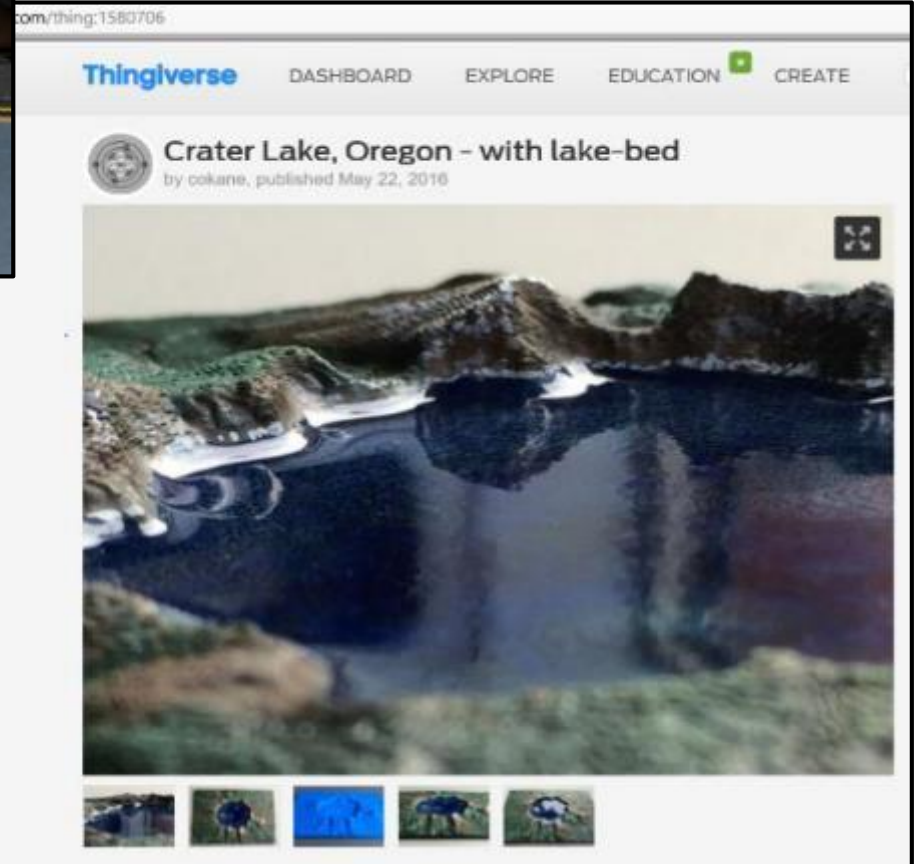 com/thing:1580706
Thingiverse DASHBOARD EXPLORE EDUCATION CREATE
Crater Lake, Oregon - with lake-bed
by cokane, published May 22, 2016